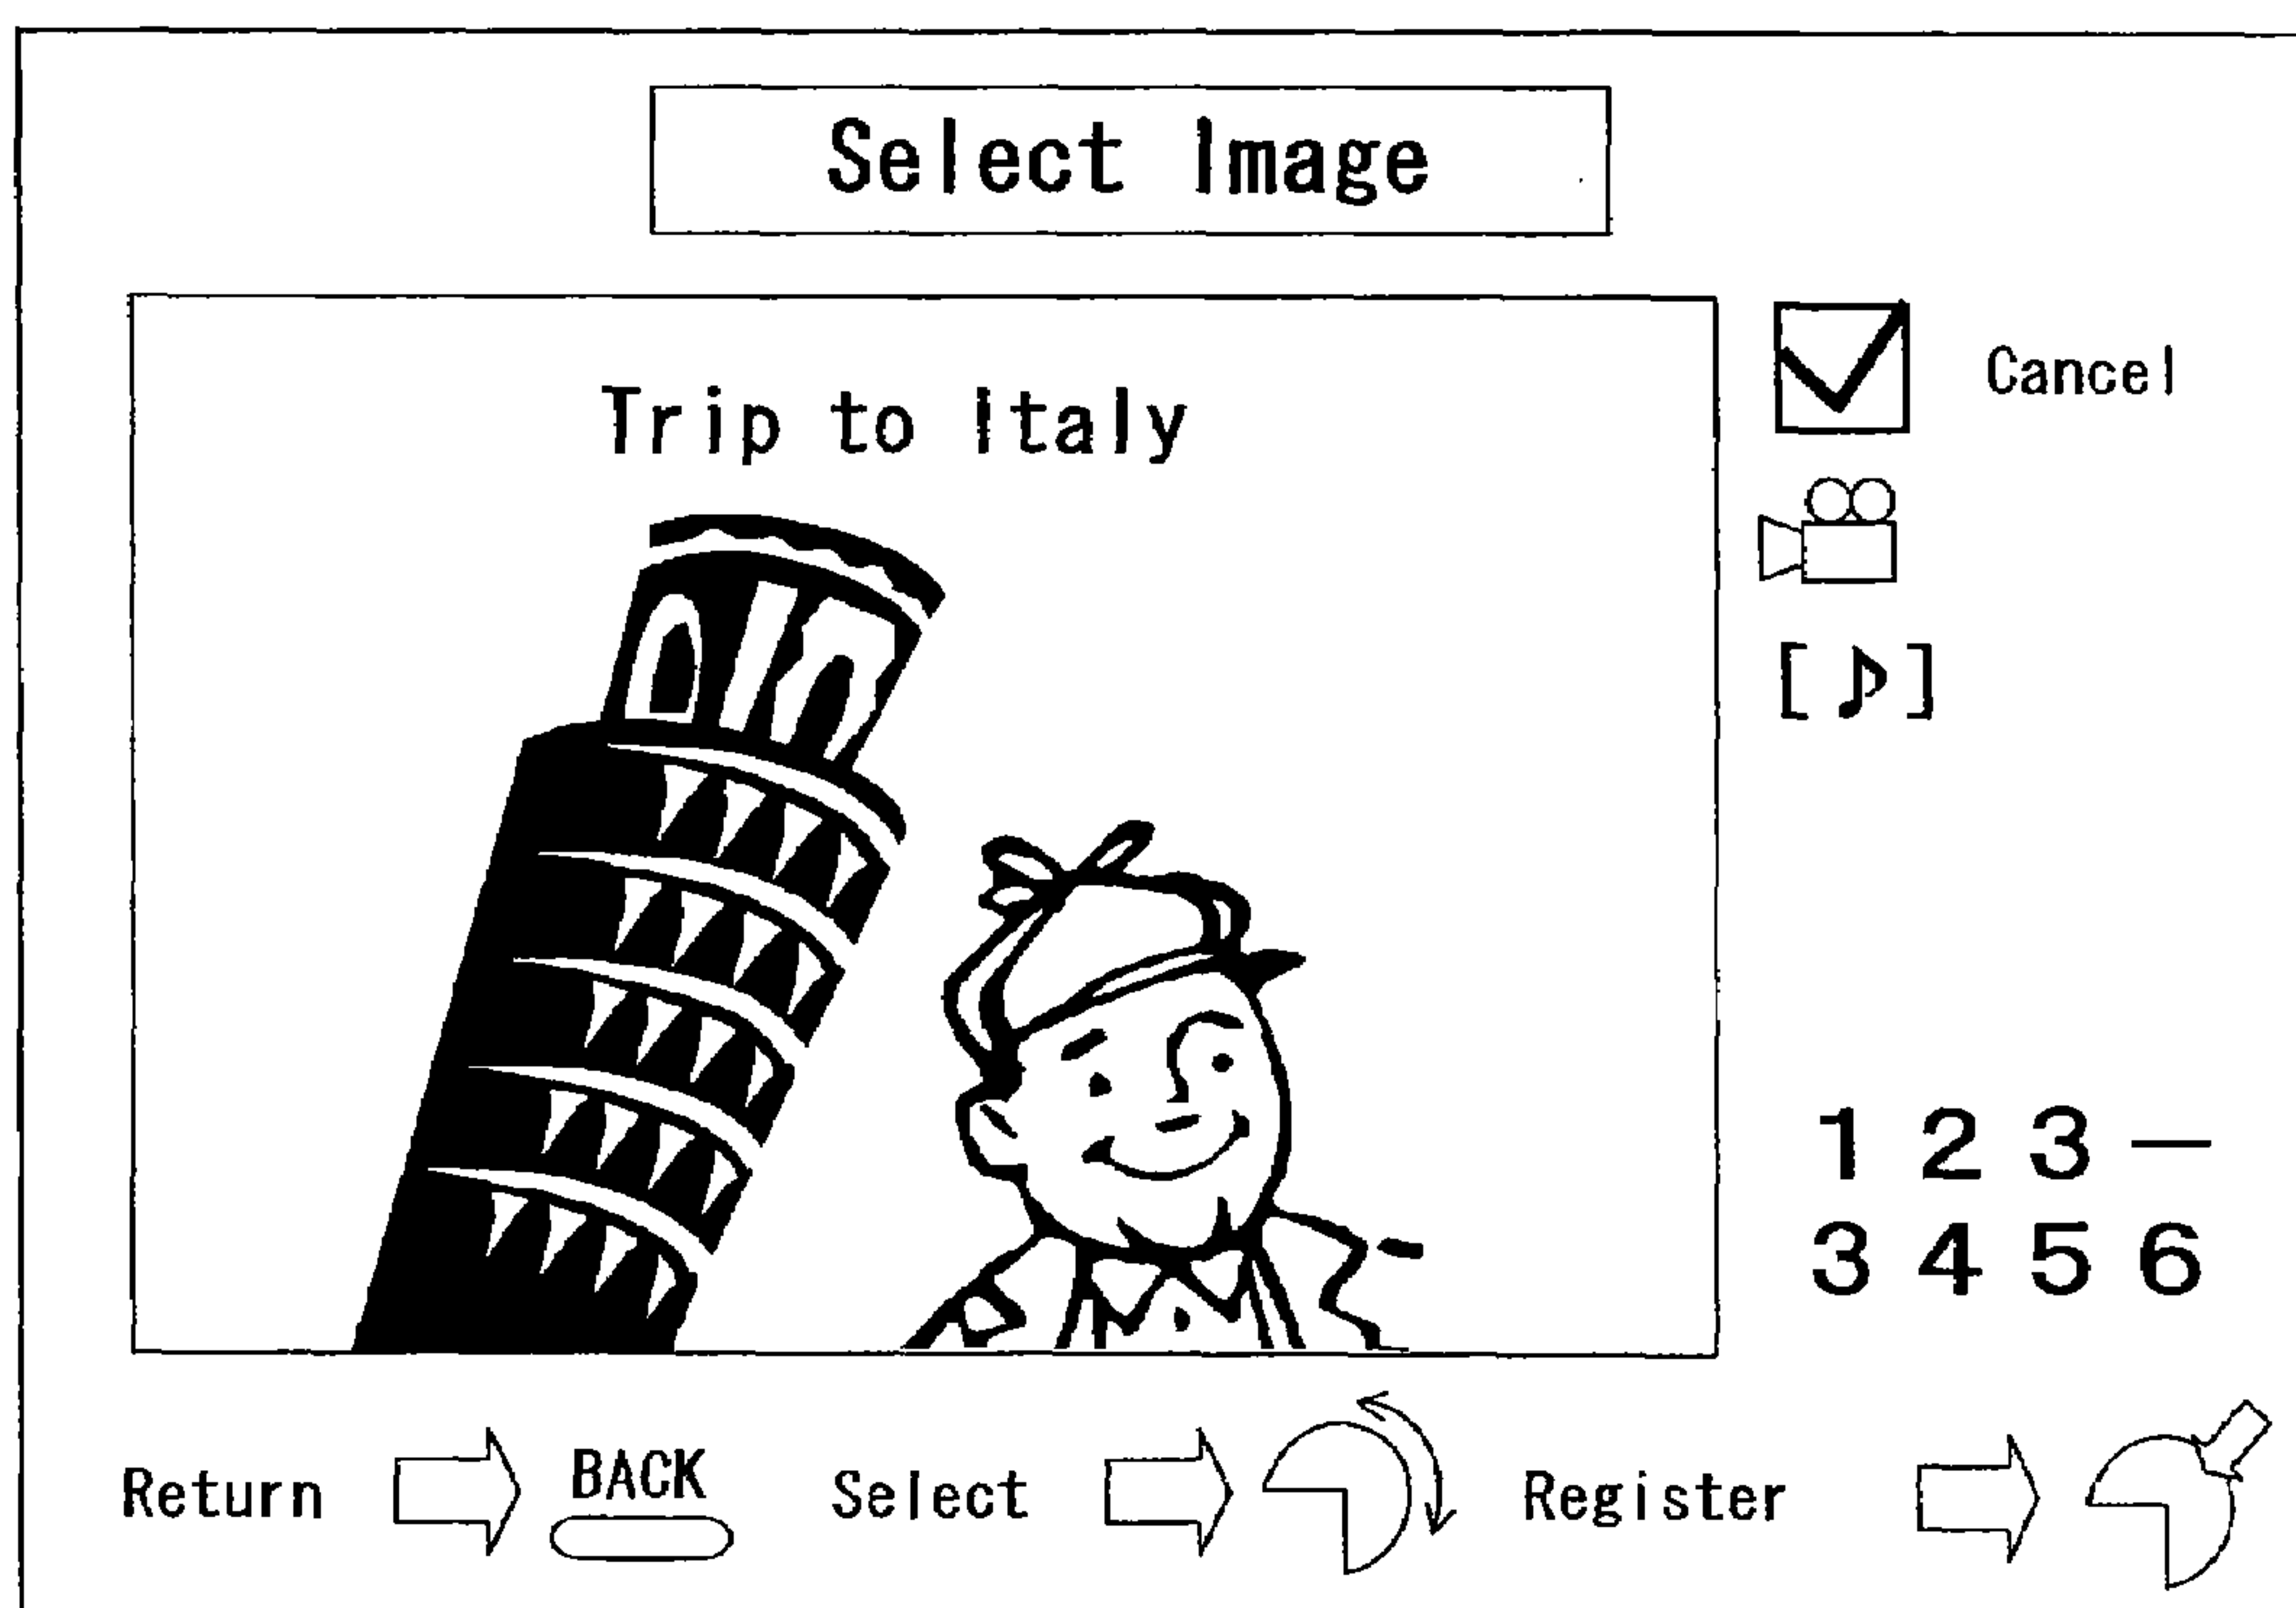 Select Image
Trip to Italy
Cancel
[♪]
123—
3456
Return
BACK
Select
Register